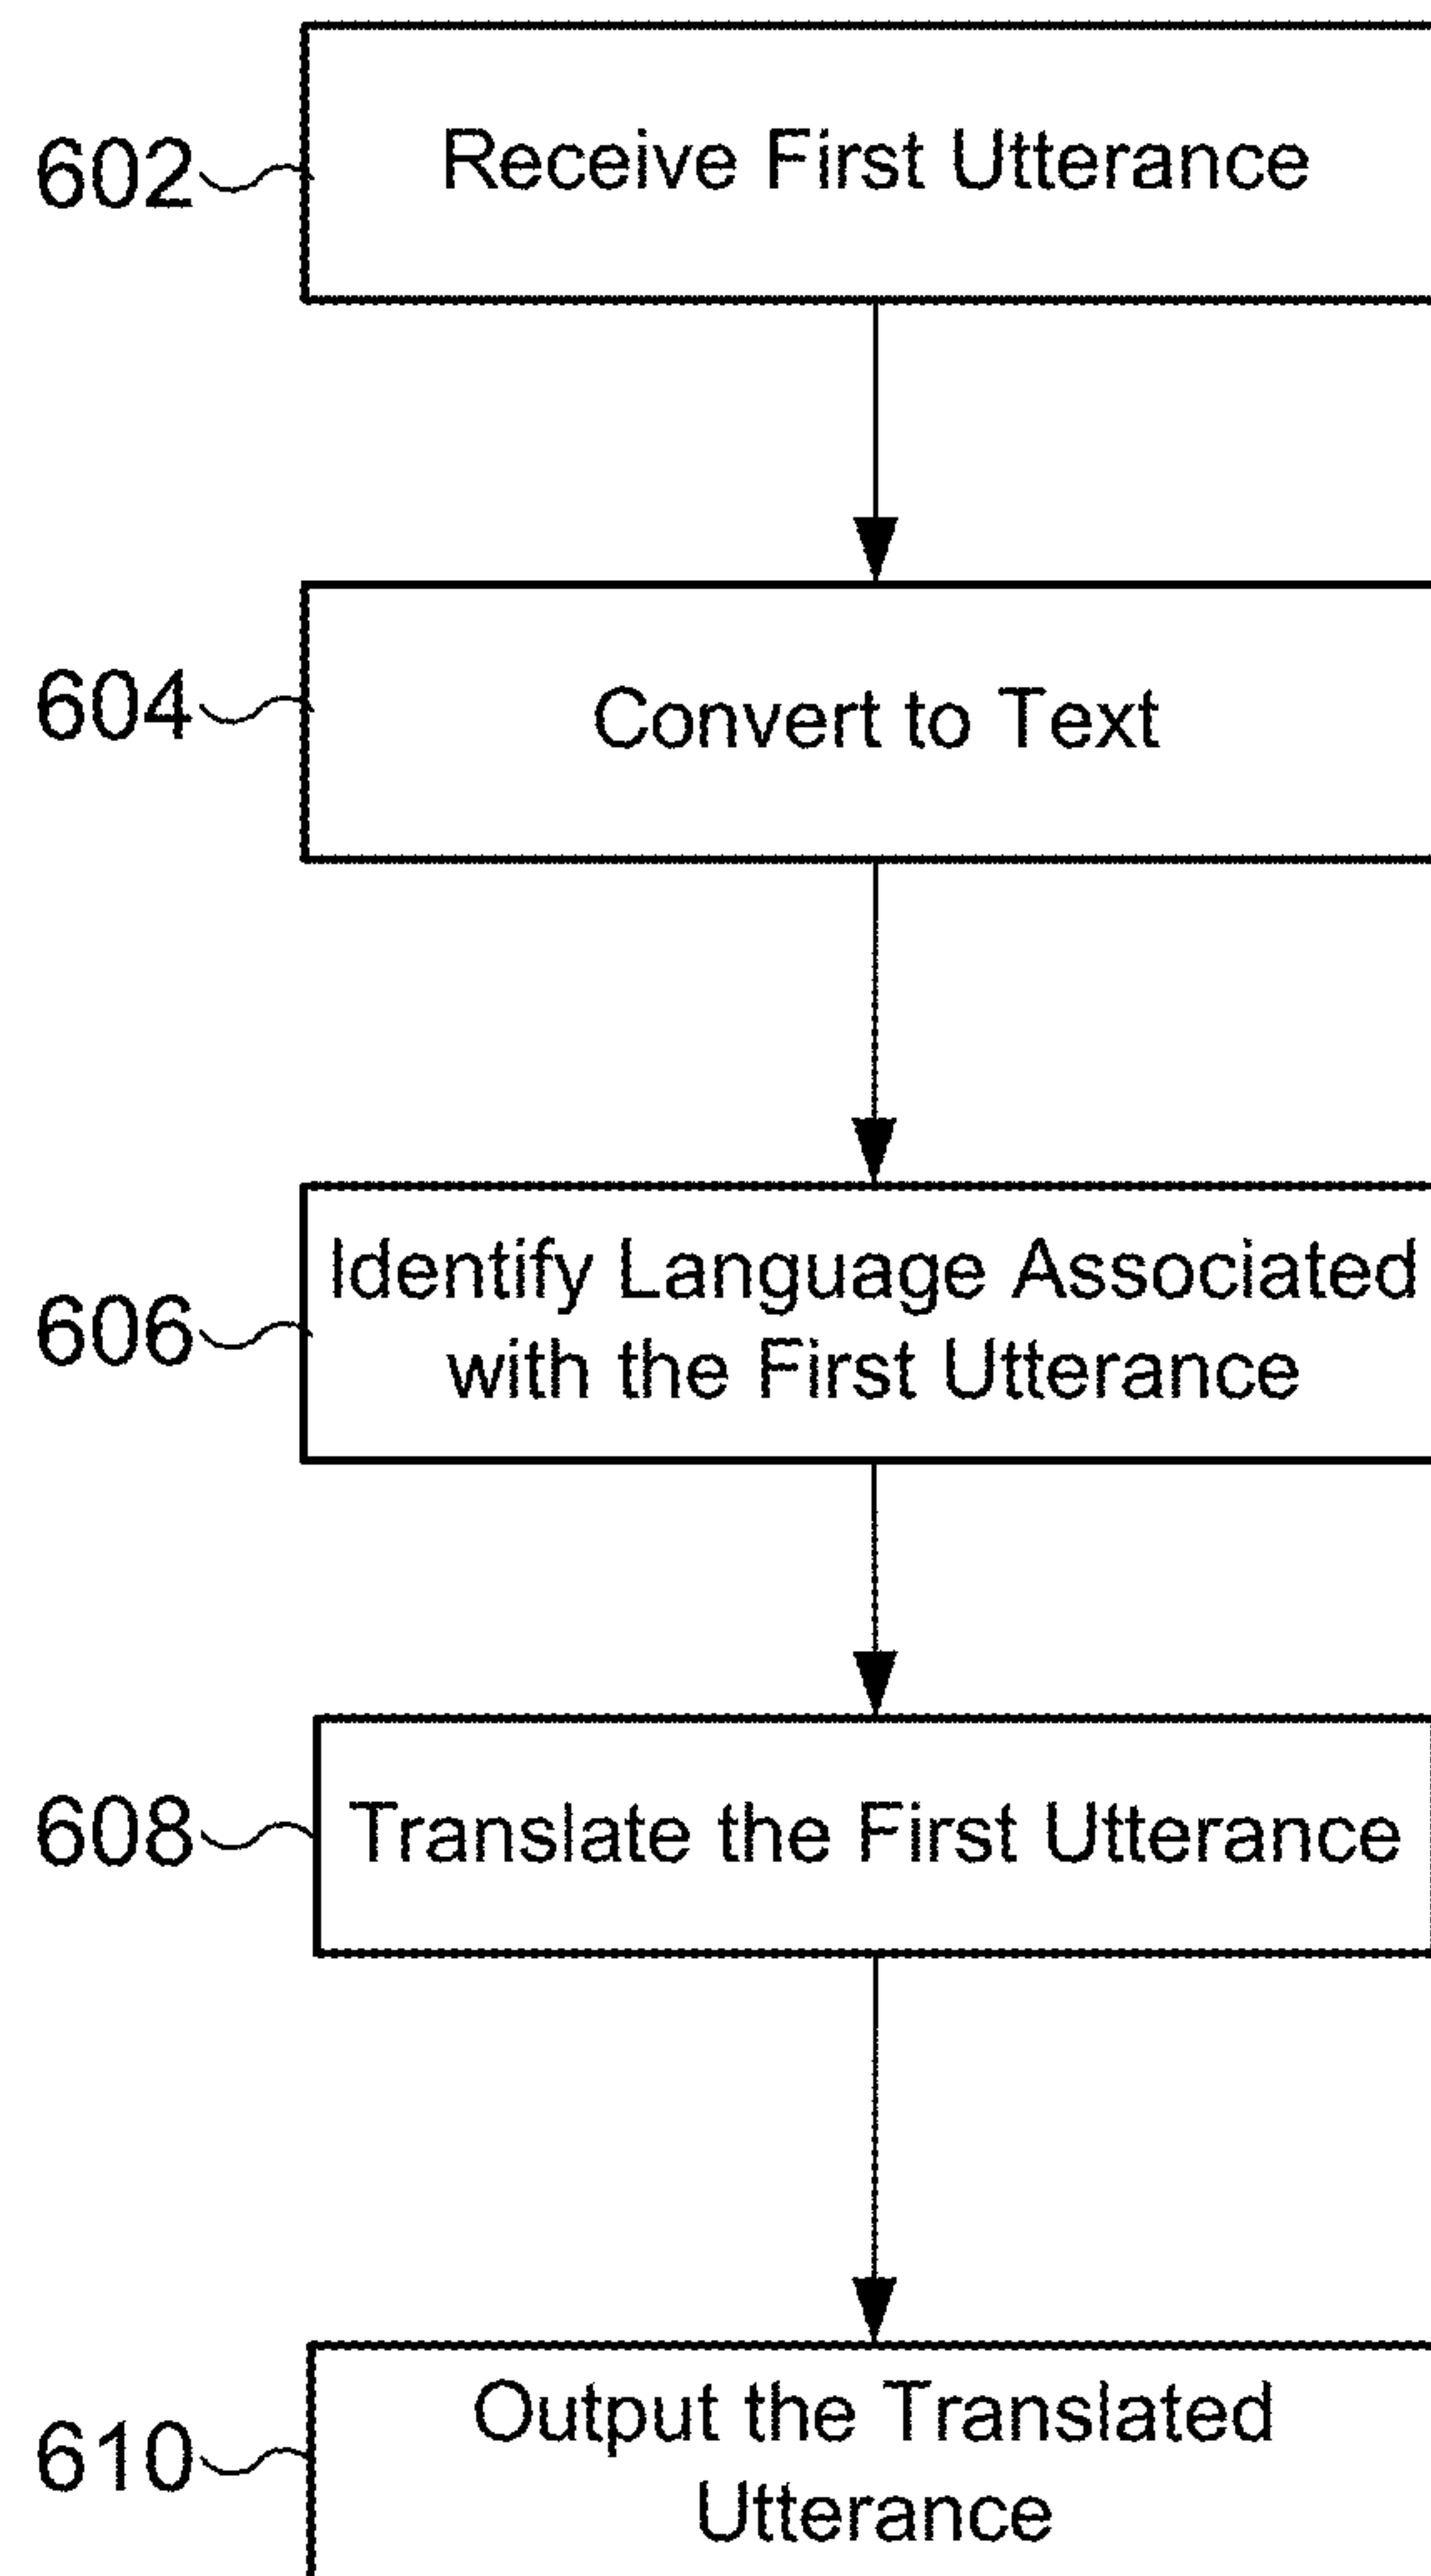 602 Receive First Utterance
604 Convert to Text
Identify Language Associated
606
with the First Utterance
608 Translate the First Utterance
Output the Translated
610
Utterance